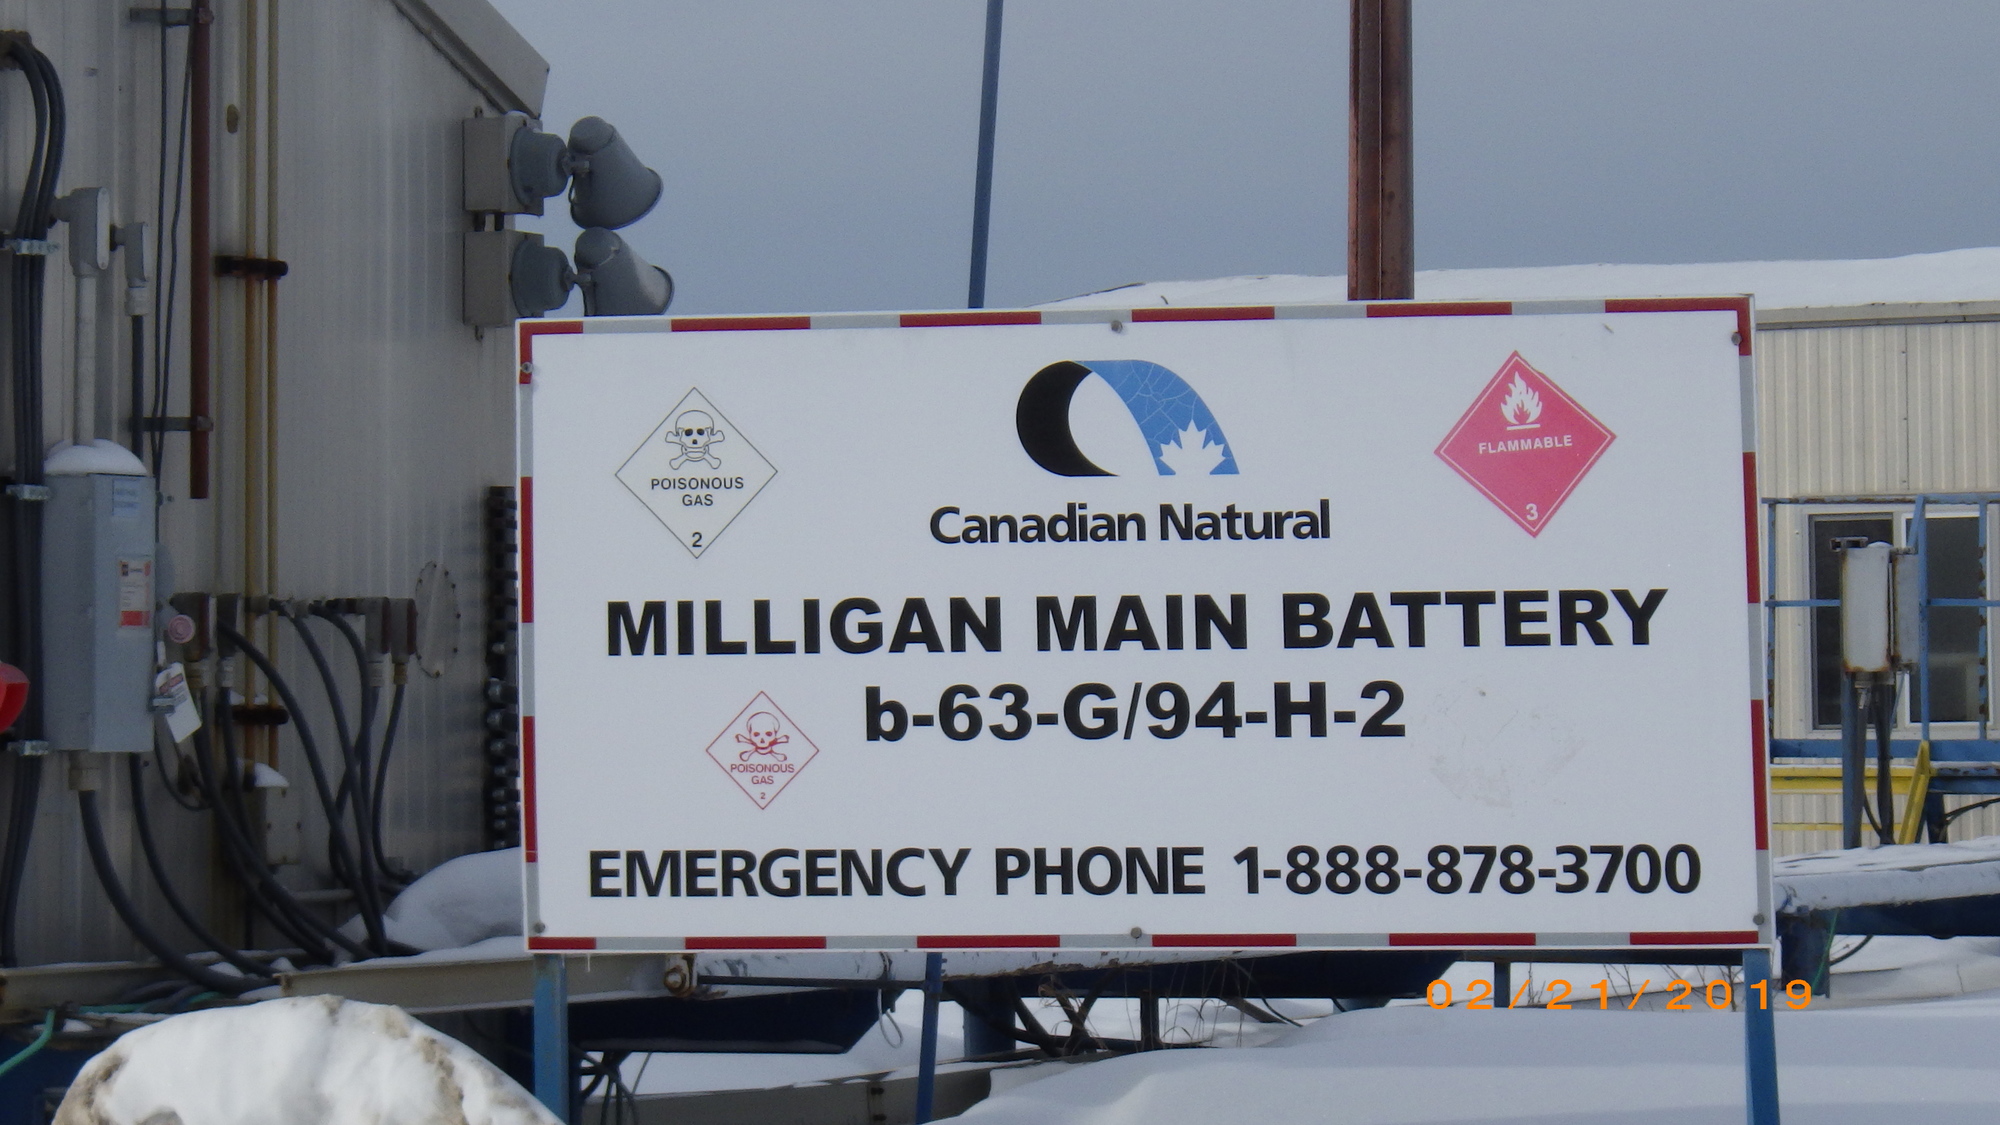 POISONOUS
GAS
2
Canadian Natural
FLAMMABLE
3
MILLIGAN MAIN BATTERY
b-63-G/94-H-2
POISONOUS
GAS
2
EMERGENCY PHONE 1-888-878-3700
02/21/2019